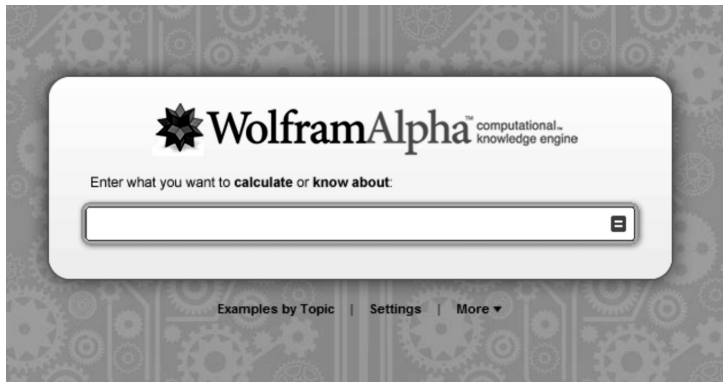 WolframAlpha™ computational™
knowledge engine
Enter what you want to calculate or know about:
Examples by Topic | Settings | More ▾